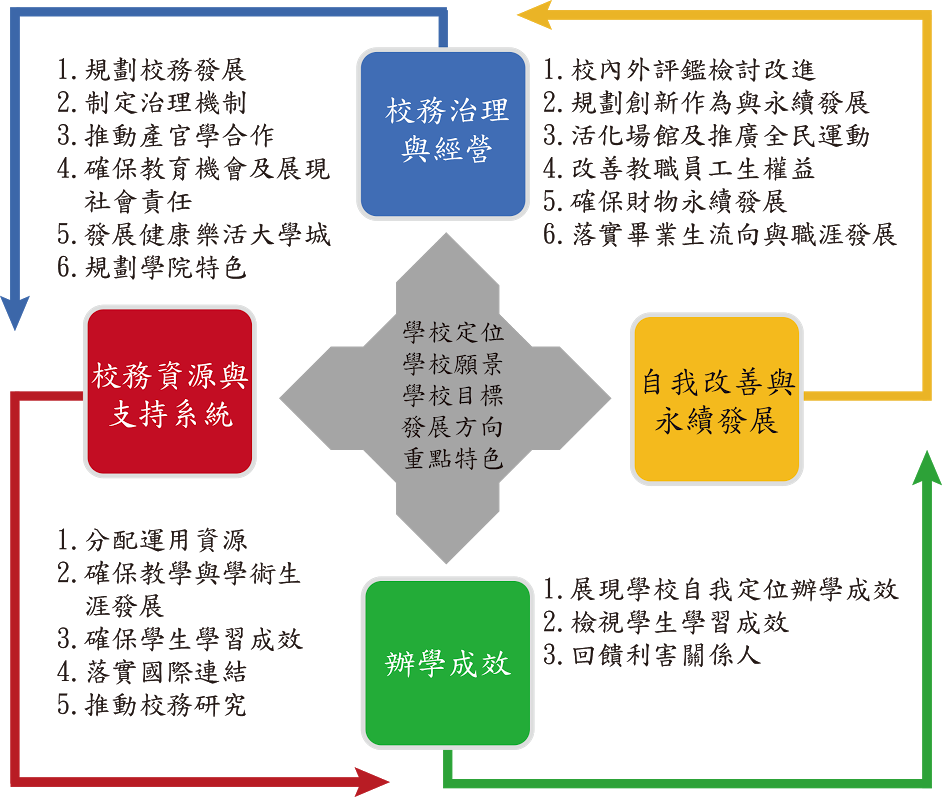 校務治理
與經營
1.規劃校務發展
2.制定治理機制
3.推動產官學合作
4.確保教育機會及展現
社會責任
5.發展健康樂活大學城
6.規劃學院特色
1.校內外評鑑檢討改進
2.規劃創新作為與永續發展
3.活化場館及推廣全民運動
4.改善教職員工生權益
5.確保財物永續發展
6.落實畢業生流向與職涯發展
校務資源與
支持系統
學校定位
學校願景
學校目標
發展方向
重點特色
自我改善與
永續發展
1.分配運用資源
2.確保教學與學術生
涯發展
3.確保學生學習成效
4.落實國際連結
5.推動校務研究
辦學成效
1.展現學校自我定位辦學成效
2.檢視學生學習成效
3.回饋利害關係人